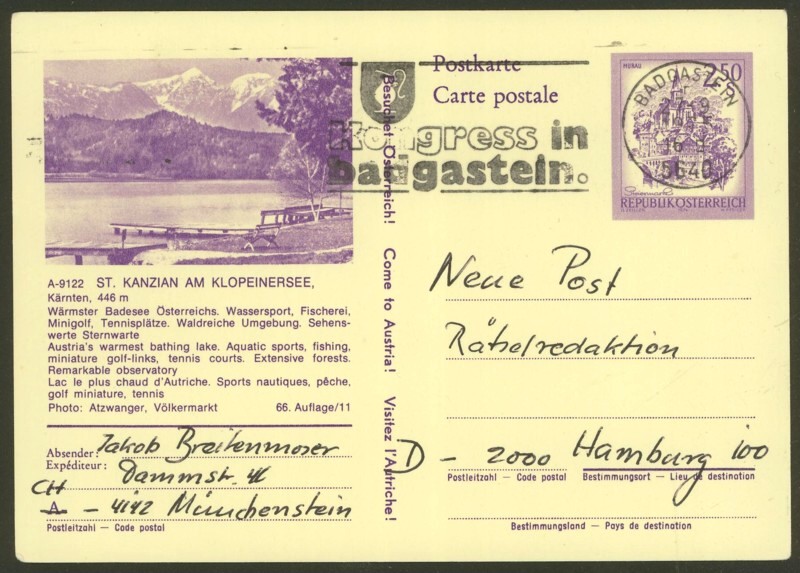 Postkarte
Carte postale
Kongress in
badgastein.
MURAU
2,50
BADGASTEIN
5640
REPUBLIK ÖSTERREICH
Besuchet Österreich! Come to Austria! Visitez l'Autriche!
A-9122 ST. KANZIAN AM KLOPEINERSEE,
Kärnten, 446 m
Wärmster Badesee Österreichs. Wassersport, Fischerei,
Minigolf, Tennisplätze. Waldreiche Umgebung. Sehens-
werte Sternwarte
Austria's warmest bathing lake. Aquatic sports, fishing,
miniature golf-links, tennis courts. Extensive forests.
Remarkable observatory
Lac le plus chaud d'Autriche. Sports nautiques, pêche,
golf miniature, tennis
Photo: Atzwanger, Völkermarkt 66. Auflage/11
Absender: Jakob Breitenmoser
Expéditeur: Dammstr. 41
CH
A - 4142 Münchenstein
Postleitzahl — Code postal
Neue Post
Rätselredaktion
D - 2000 Hamburg 100
Postleitzahl — Code postal Bestimmungsort — Lieu de destination
Bestimmungsland — Pays de destination